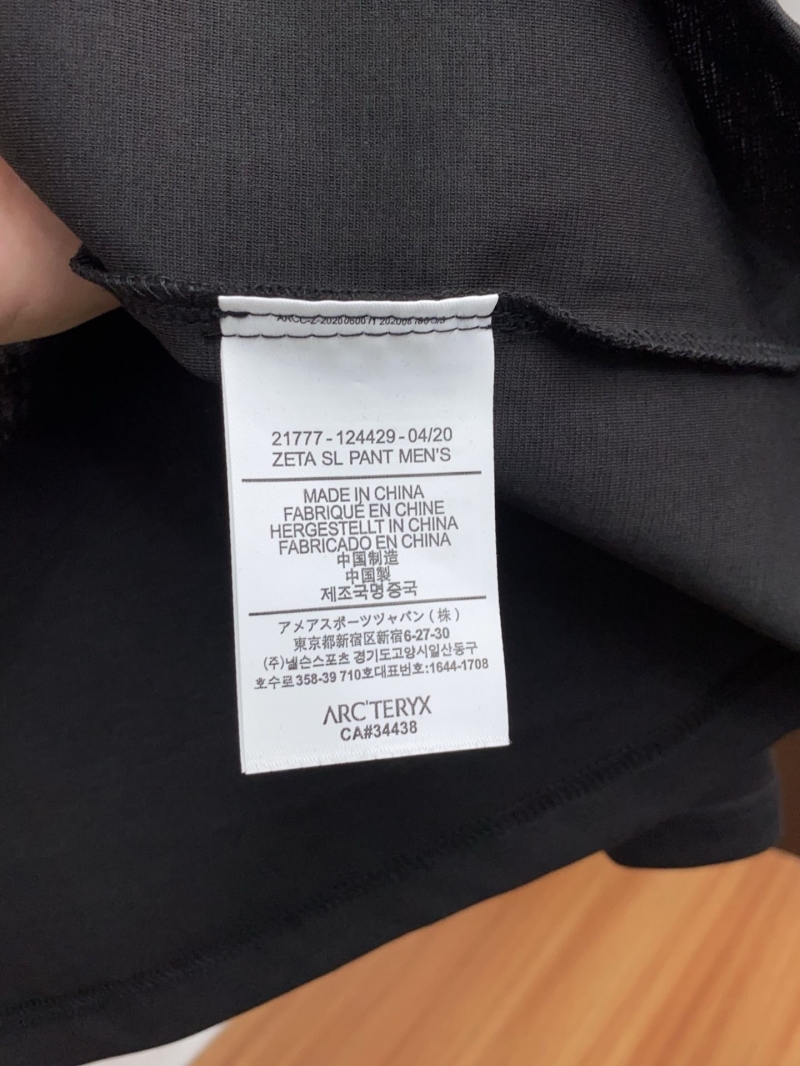 21777-124429-04/20
ZETA SL PANT MEN'S
MADE IN CHINA
FABRIQUÉ EN CHINE
HERGESTELLT IN CHINA
FABRICADO EN CHINA
中国制造
中国製
제조국명중국
アメアスポーツヅャパン(株)
東京都新宿区新宿6-27-30
(주)넬슨스포츠 경기도고양시일산동구
호수로358-39 710호대표번호:1644-1708
ARC'TERYX
CA#34438